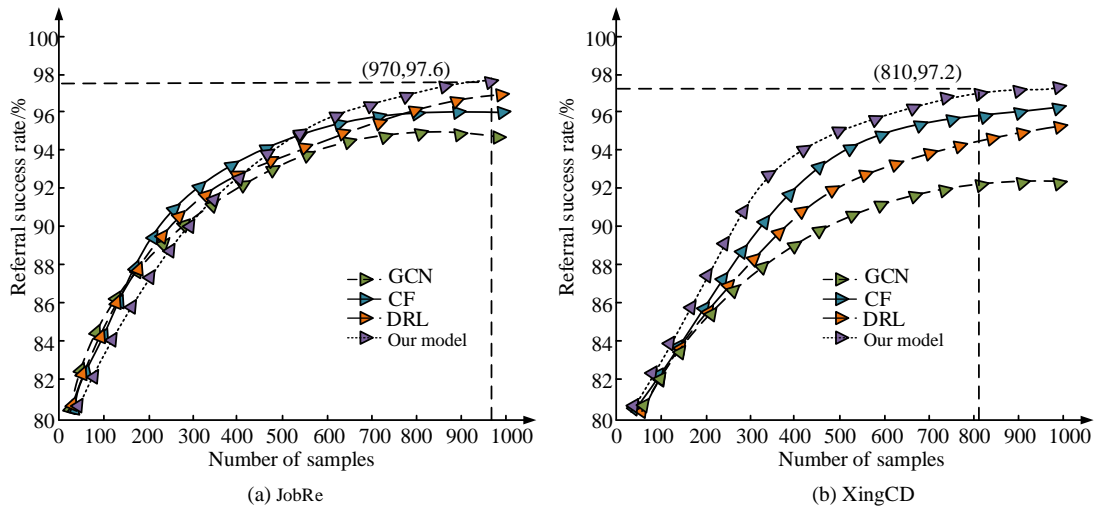 100
98
96
94
92
90
88
86
84
82
80
Referral success rate/%
(970,97.6)
GCN
CF
DRL
Our model
0 100 200 300 400 500 600 700 800 900 1000
Number of samples
(a) JobRe
100
98
96
94
92
90
88
86
84
82
80
Referral success rate/%
(810,97.2)
GCN
CF
DRL
Our model
0 100 200 300 400 500 600 700 800 900 1000
Number of samples
(b) XingCD